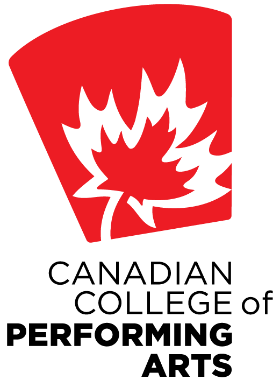 CANADIAN
COLLEGE of
PERFORMING
ARTS